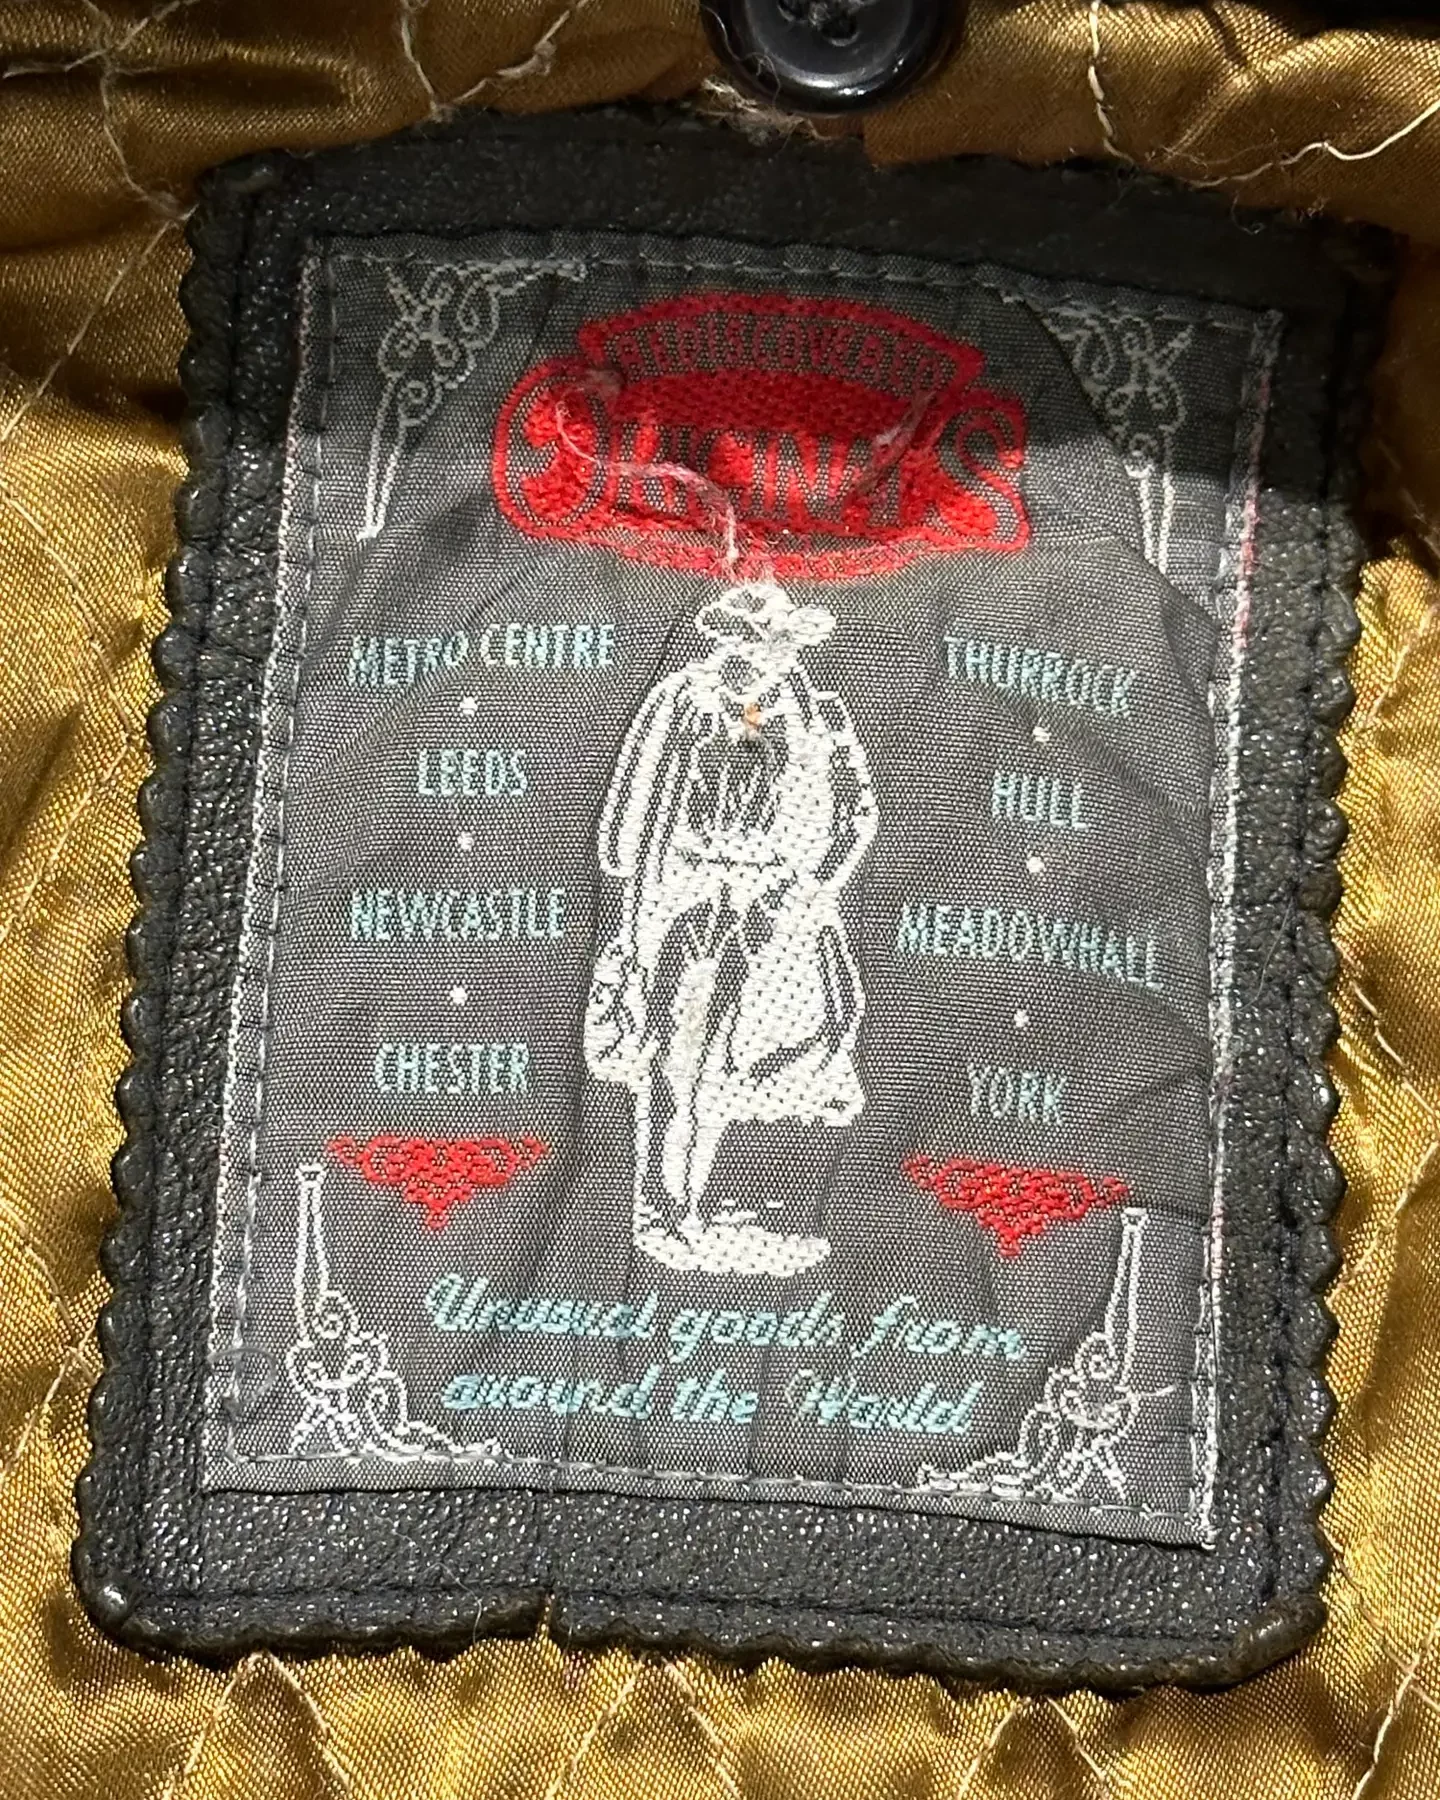 REDISCOVERED
ORIGINALS
METRO CENTRE
LEEDS
NEWCASTLE
CHESTER
THURROCK
HULL
MEADOWHALL
YORK
Unusual goods from
around the World